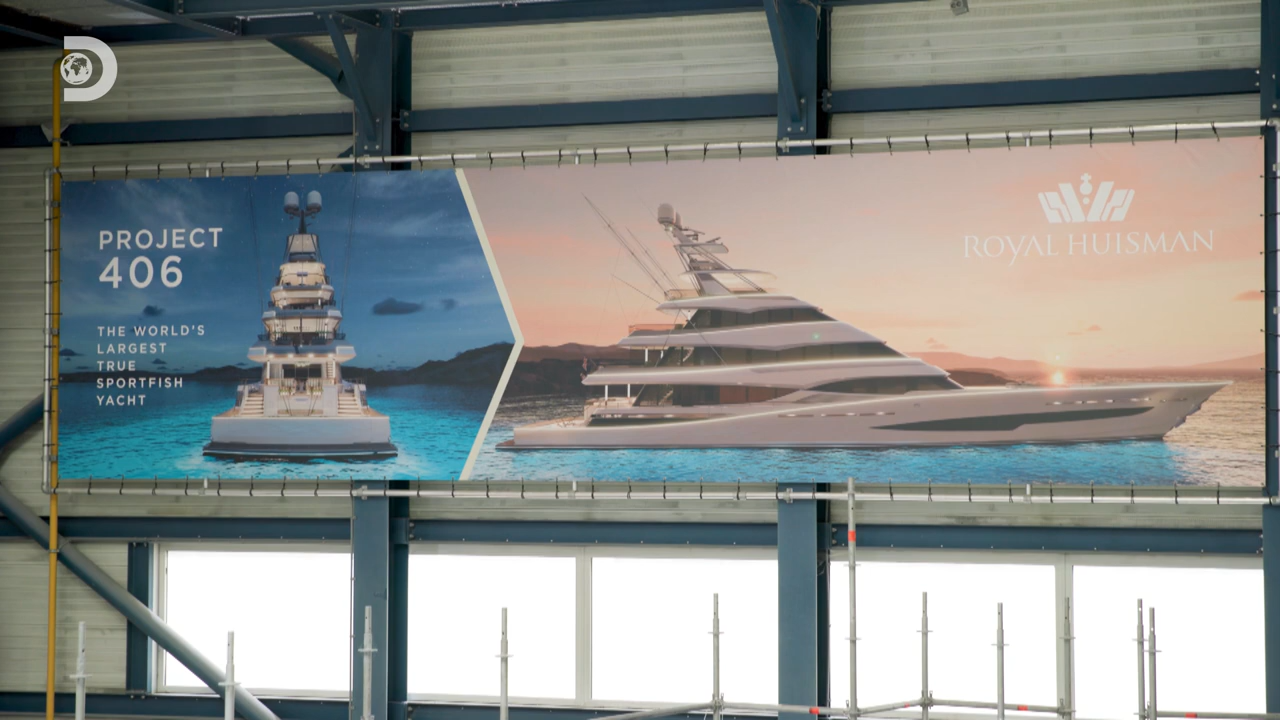 PROJECT
406
THE WORLD'S
LARGEST
TRUE
SPORTFISH
YACHT
ROYAL HUISMAN